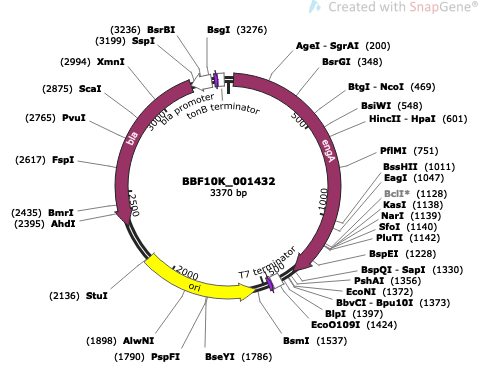 Created with SnapGene®
(3236) BsrBI
BsgI (3276)
(3199) SspI
(2994) XmnI
(2875) ScaI
(2765) PvuI
(2617) FspI
(2435) BmrI
(2395) AhdI
(2136) StuI
(1898) AlwNI
(1790) PspFI
BseYI (1786)
BsmI (1537)
AgeI - SgrAI (200)
BsrGI (348)
BtgI - NcoI (469)
BsiWI (548)
HincII - HpaI (601)
PflMI (751)
BssHII (1011)
EagI (1047)
BclI* (1128)
KasI (1138)
NarI (1139)
SfoI (1140)
PluTI (1142)
BspEI (1228)
BspQI - SapI (1330)
PshAI (1356)
EcoNI (1372)
BbvCI - Bpu10I (1373)
BlpI (1397)
EcoO109I (1424)
bla promoter
tonB terminator
bla
engA
T7 terminator
ori
500
1000
1500
2000
2500
3000
BBF10K_001432
3370 bp